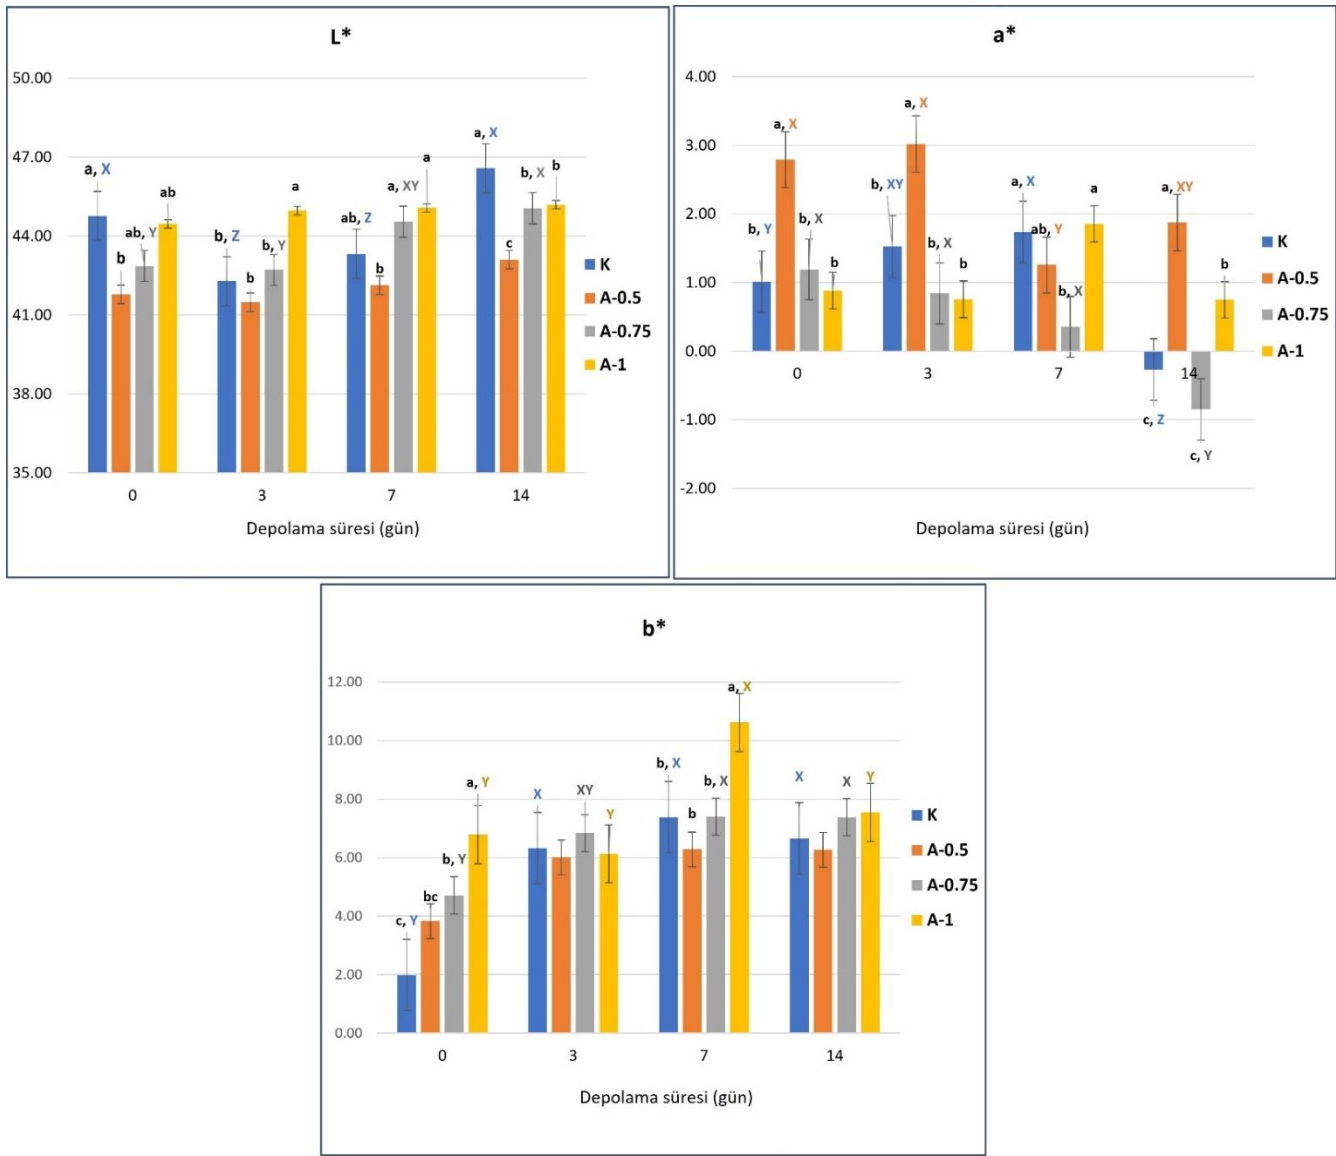 L*
50.00
47.00
44.00
41.00
38.00
35.00
a, X
b
ab, Y
ab
b, Z
b
b, Y
a
ab, Z
b
a, XY
a
a, X
c
b, X
b
0 3 7 14
Depolama süresi (gün)
K
A-0.5
A-0.75
A-1
a*
4.00
3.00
2.00
1.00
0.00
-1.00
-2.00
b, Y
a, X
b, X
b
b, XY
a, X
b, X
b
a, X
ab, Y
b, X
a
c, Z
a, XY
c, Y
b
0 3 7 14
Depolama süresi (gün)
K
A-0.5
A-0.75
A-1
b*
12.00
10.00
8.00
6.00
4.00
2.00
0.00
c, Y
bc
b, Y
a, Y
X
XY
Y
b, X
b
b, X
a, X
X
X
Y
0 3 7 14
Depolama süresi (gün)
K
A-0.5
A-0.75
A-1